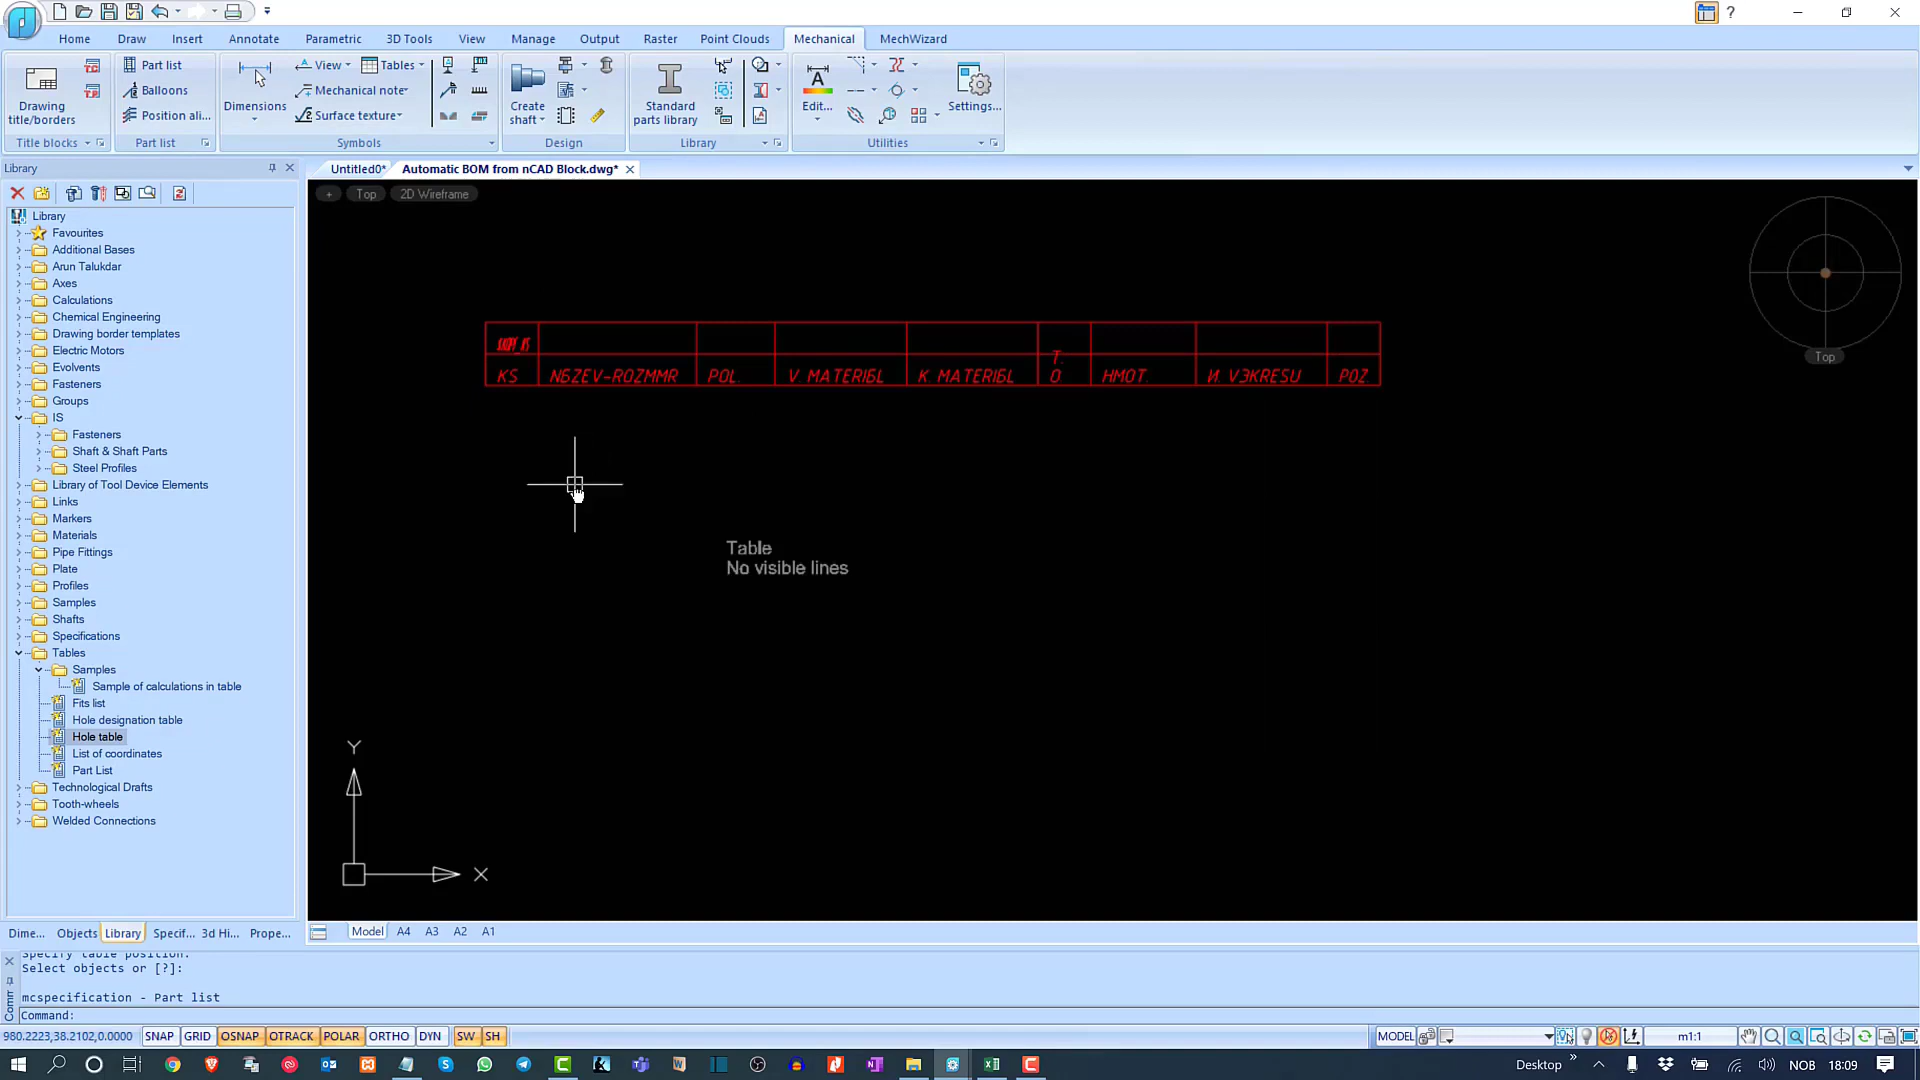 Home Draw Insert Annotate Parametric 3D Tools View Manage Output Raster Point Clouds Mechanical MechWizard
Drawing title/borders
Title blocks
Part list
Balloons
Position ali...
Part list
Dimensions
View
Tables
Mechanical note
Surface texture
Symbols
Create shaft
Design
Standard parts library
Library
Edit...
Settings...
Utilities
Library
Untitled0*
Automatic BOM from nCAD Block.dwg*
+ Top 2D Wireframe
Library
Favourites
Additional Bases
Arun Talukdar
Axes
Calculations
Chemical Engineering
Drawing border templates
Electric Motors
Evolvents
Fasteners
Groups
IS
Fasteners
Shaft & Shaft Parts
Steel Profiles
Library of Tool Device Elements
Links
Markers
Materials
Pipe Fittings
Plate
Profiles
Samples
Shafts
Specifications
Tables
Samples
Sample of calculations in table
Fits list
Hole designation table
Hole table
List of coordinates
Part List
Technological Drafts
Tooth-wheels
Welded Connections
KS NБZEV-ROZMMR POL. V. MATERIБL K. MATERIБL T. O. HMOT. И. VЭKRESU POZ.
Table
No visible lines
Top
Y
X
Dime... Objects Library Specif... 3d Hi... Prope...
Model A4 A3 A2 A1
Specify table position:
Select objects or [?]:
mcspecification - Part list
Command:
980.2223,38.2102,0.0000 SNAP GRID OSNAP OTRACK POLAR ORTHO DYN SW SH
MODEL
m1:1
Desktop
NOB 18:09